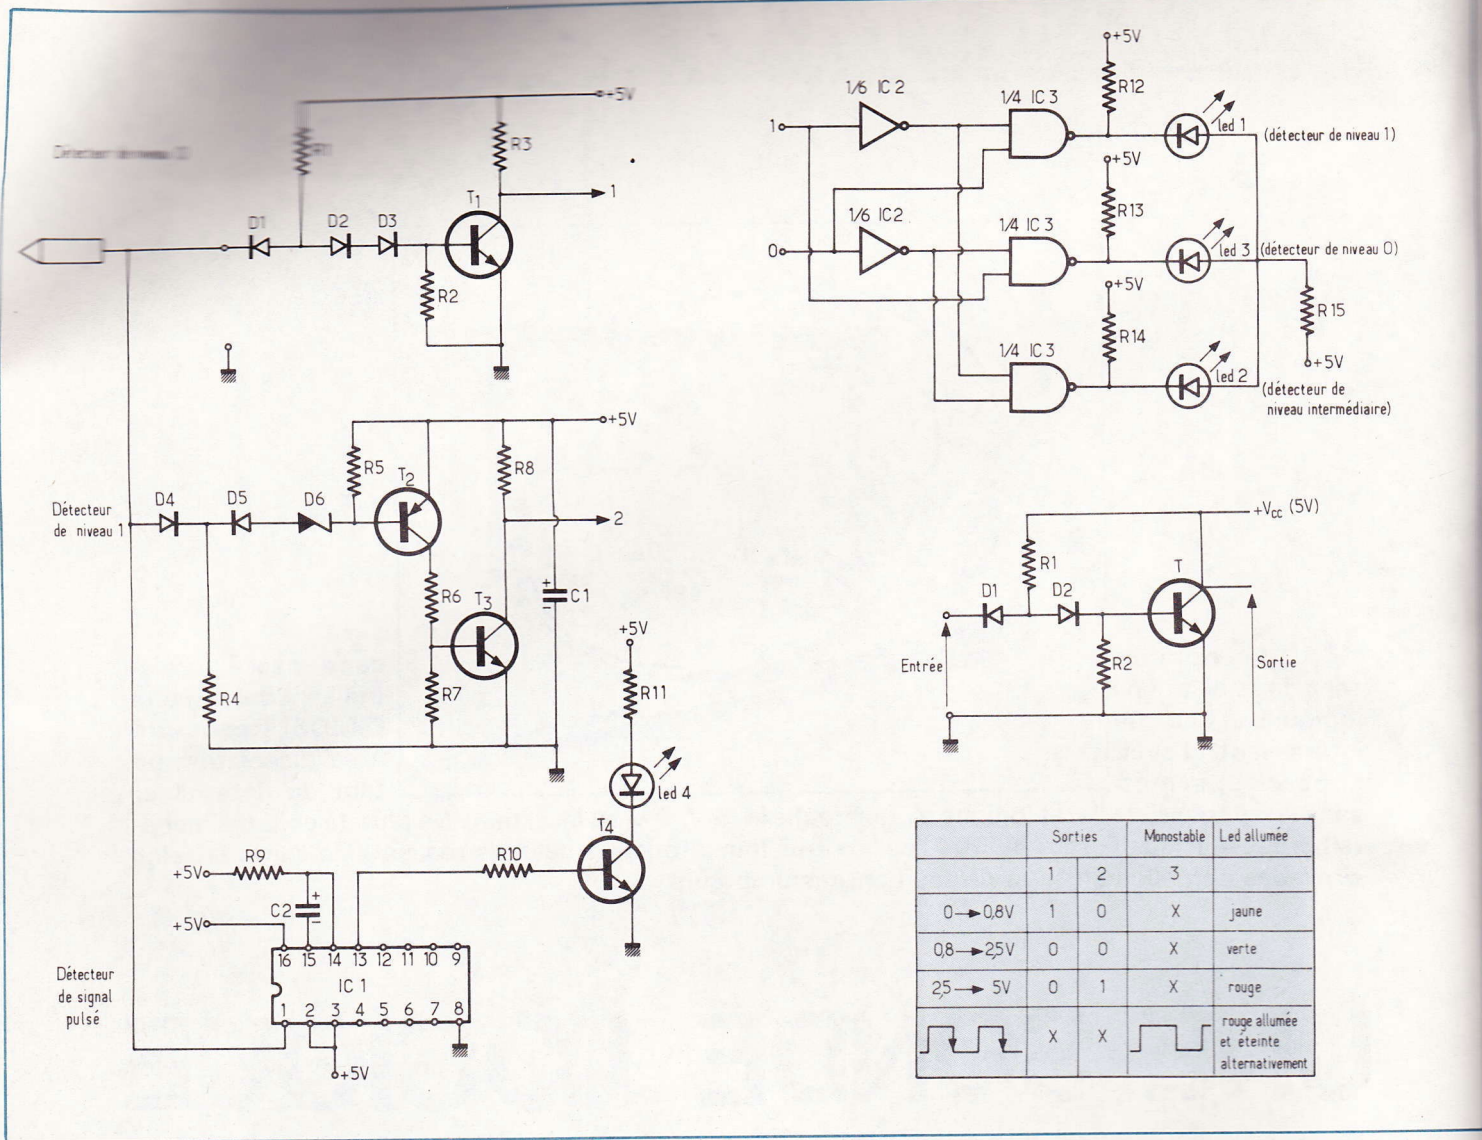 +5V
R1
R3
Détecteur de niveau
T1
1
D1
D2
D3
R2
+5V
R5
T2
R8
Détecteur
de niveau 1
D4
D5
D6
2
R6
T3
C1
R4
R7
+5V
R11
led 4
T4
R9
R10
+5V
C2
+5V
16 15 14 13 12 11 10 9
IC 1
1 2 3 4 5 6 7 8
Détecteur
de signal
pulsé
+5V
+5V
1/6 IC 2
1/4 IC 3
R12
led 1
1
(détecteur de niveau 1)
+5V
1/6 IC2
1/4 IC 3
R13
0
led 3
(détecteur de niveau 0)
+5V
1/4 IC 3
R14
R15
+5V
led 2
(détecteur de
niveau intermédiaire)
+Vcc (5V)
R1
T
D1
D2
Entrée
R2
Sortie
Sorties Monostable Led allumée
1 2 3
0→0,8V 1 0 X jaune
0,8→2,5V 0 0 X verte
2,5→5V 0 1 X rouge
X X rouge allumée
et éteinte
alternativement